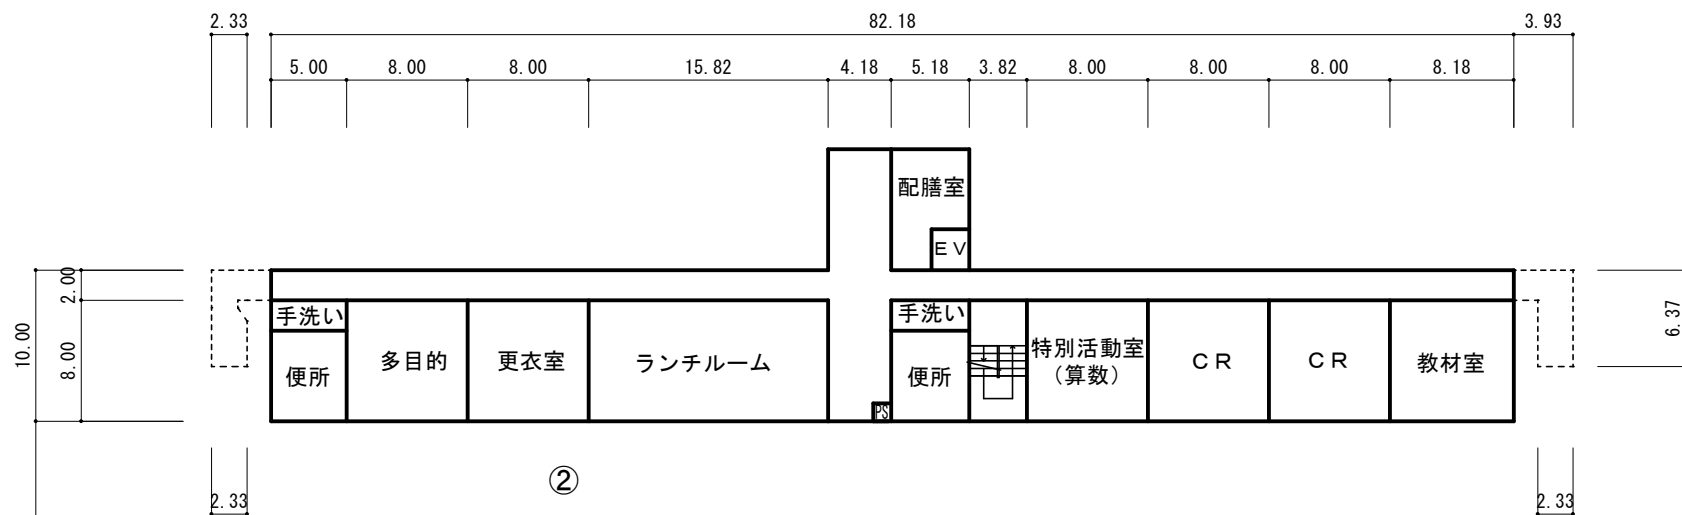 2.33 82.18 3.93
5.00 8.00 8.00 15.82 4.18 5.18 3.82 8.00 8.00 8.00 8.18
配膳室
ＥＶ
10.00 2.00 8.00
手洗い
便所
多目的
更衣室
ランチルーム
PS
手洗い
便所
特別活動室
（算数）
ＣＲ
ＣＲ
教材室
6.37
②
2.33 2.33